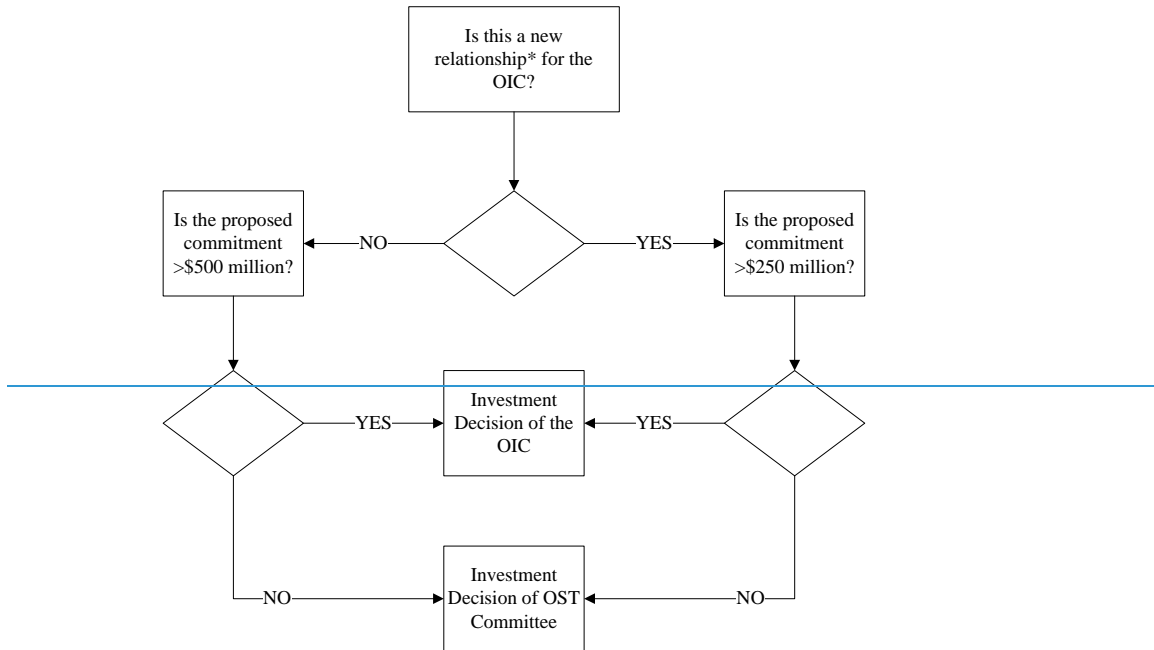 Is this a new
relationship* for the
OIC?
Is the proposed
commitment
>$500 million?
NO
YES
Is the proposed
commitment
>$250 million?
YES
Investment
Decision of the
OIC
YES
NO
Investment
Decision of OST
Committee
NO